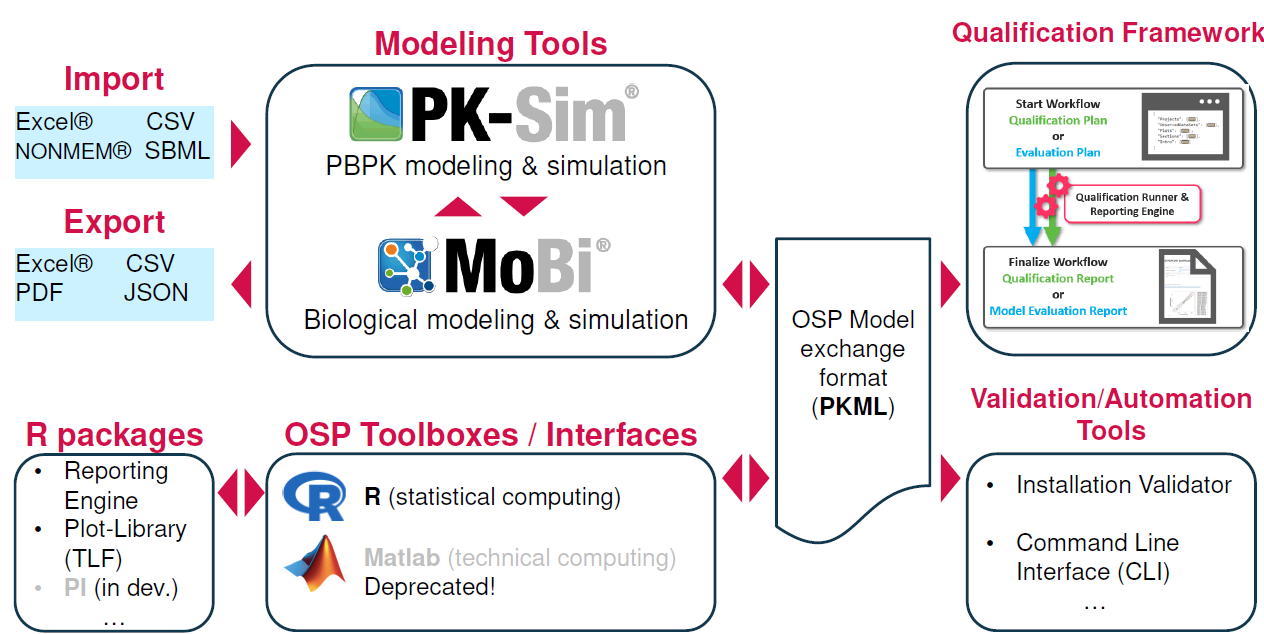 Modeling Tools
Qualification Framework
Import
Excel® CSV
NONMEM® SBML
Export
Excel® CSV
PDF JSON
PK-Sim®
PBPK modeling & simulation
MoBi®
Biological modeling & simulation
OSP Model
exchange
format
(PKML)
Start Workflow
Qualification Plan
or
Evaluation Plan
Qualification Runner &
Reporting Engine
Finalize Workflow
Qualification Report
or
Model Evaluation Report
R packages
• Reporting
Engine
• Plot-Library
(TLF)
• PI (in dev.)
...
OSP Toolboxes / Interfaces
R
R (statistical computing)
Matlab (technical computing)
Deprecated!
Validation/Automation
Tools
• Installation Validator
• Command Line
Interface (CLI)
...